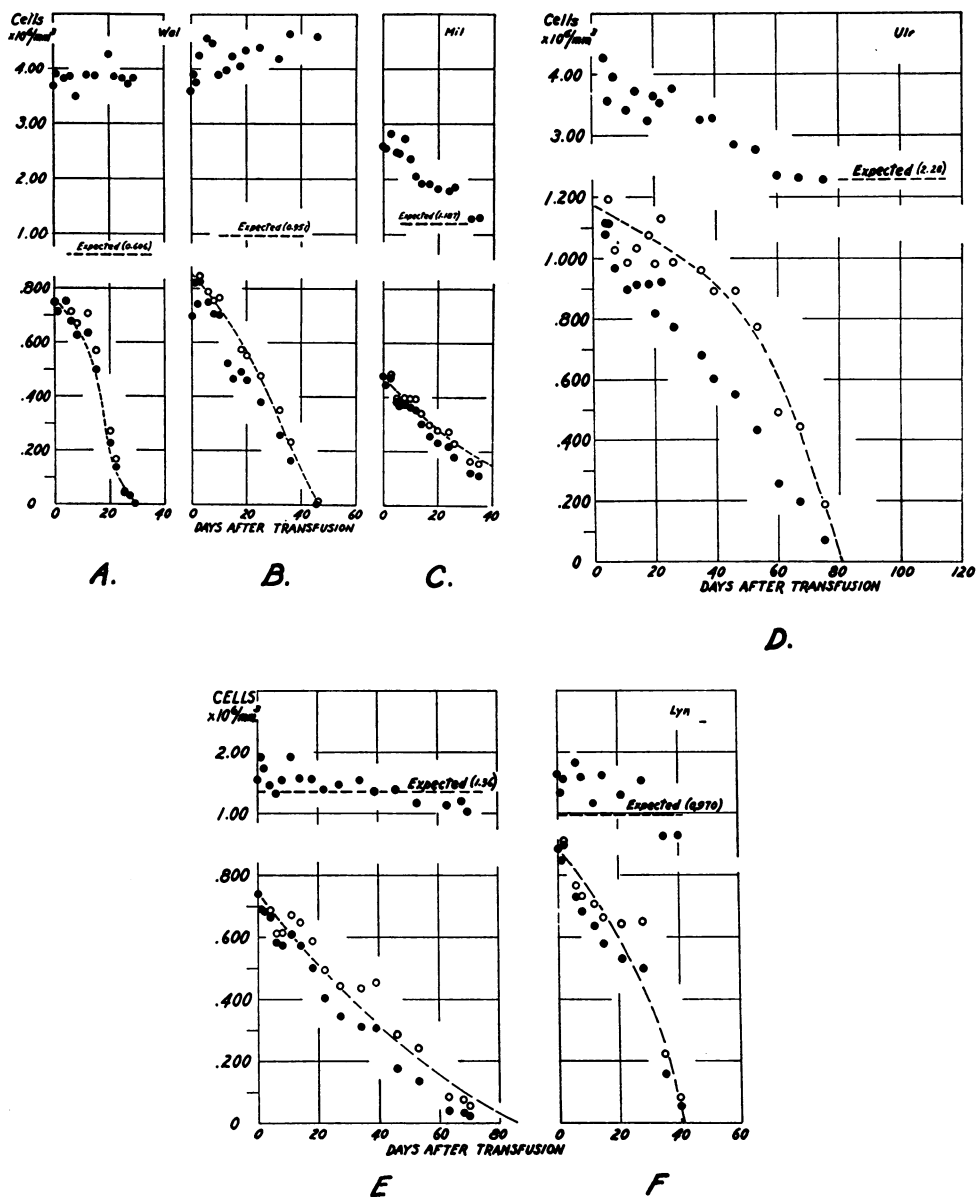 Cells
x10⁶/mm³
Wal
4.00
3.00
2.00
1.00
Expected (0.606)
.800
.600
.400
.200
0
0 20 40
A.
Expected (0.951)
0 20 40 60
DAYS AFTER TRANSFUSION
B.
Mil
Expected (1.187)
0 20 40
C.
Cells
x10⁶/mm³
Ulr
4.00
3.00
Expected (2.28)
1.200
1.000
.800
.600
.400
.200
0
0 20 40 60 80 100 120
DAYS AFTER TRANSFUSION
D.
CELLS
x10⁶/mm³
2.00
Expected (1.36)
1.00
.800
.600
.400
.200
0
0 20 40 60 80
DAYS AFTER TRANSFUSION
E
Lyn
Expected (0.970)
0 20 40 60
F